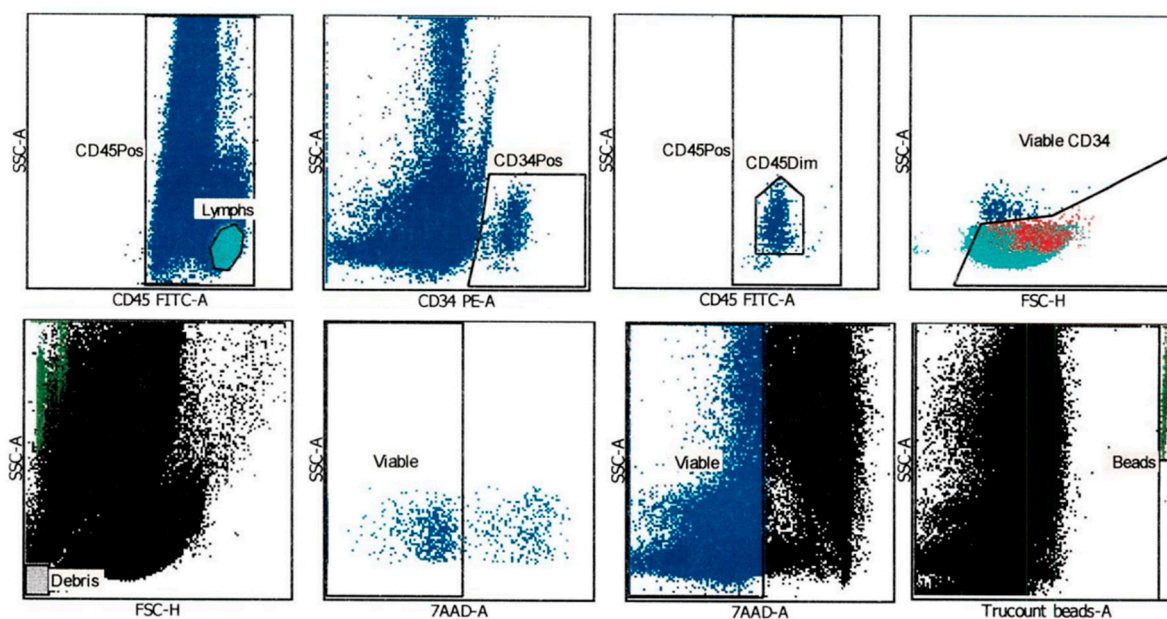 SSC-A
CD45Pos
Lymphs
CD45 FITC-A
SSC-A
CD34Pos
CD34 PE-A
SSC-A
CD45Pos
CD45Dim
CD45 FITC-A
SSC-A
Viable CD34
FSC-H
SSC-A
Debris
FSC-H
SSC-A
Viable
7AAD-A
SSC-A
Viable
7AAD-A
SSC-A
Beads
Trucount beads-A